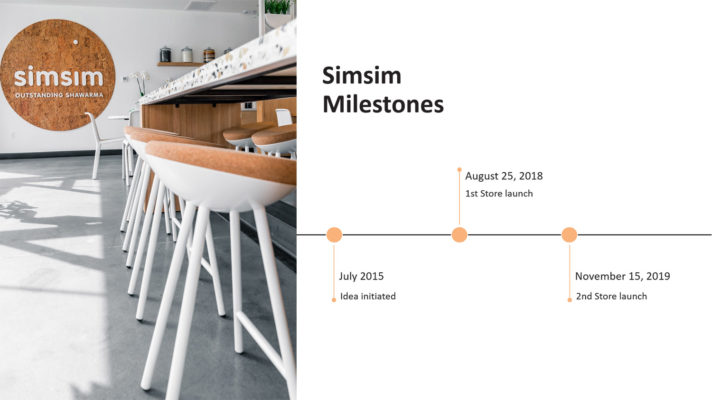 simsim
OUTSTANDING SHAWARMA
Simsim
Milestones
August 25, 2018
1st Store launch
July 2015
Idea initiated
November 15, 2019
2nd Store launch